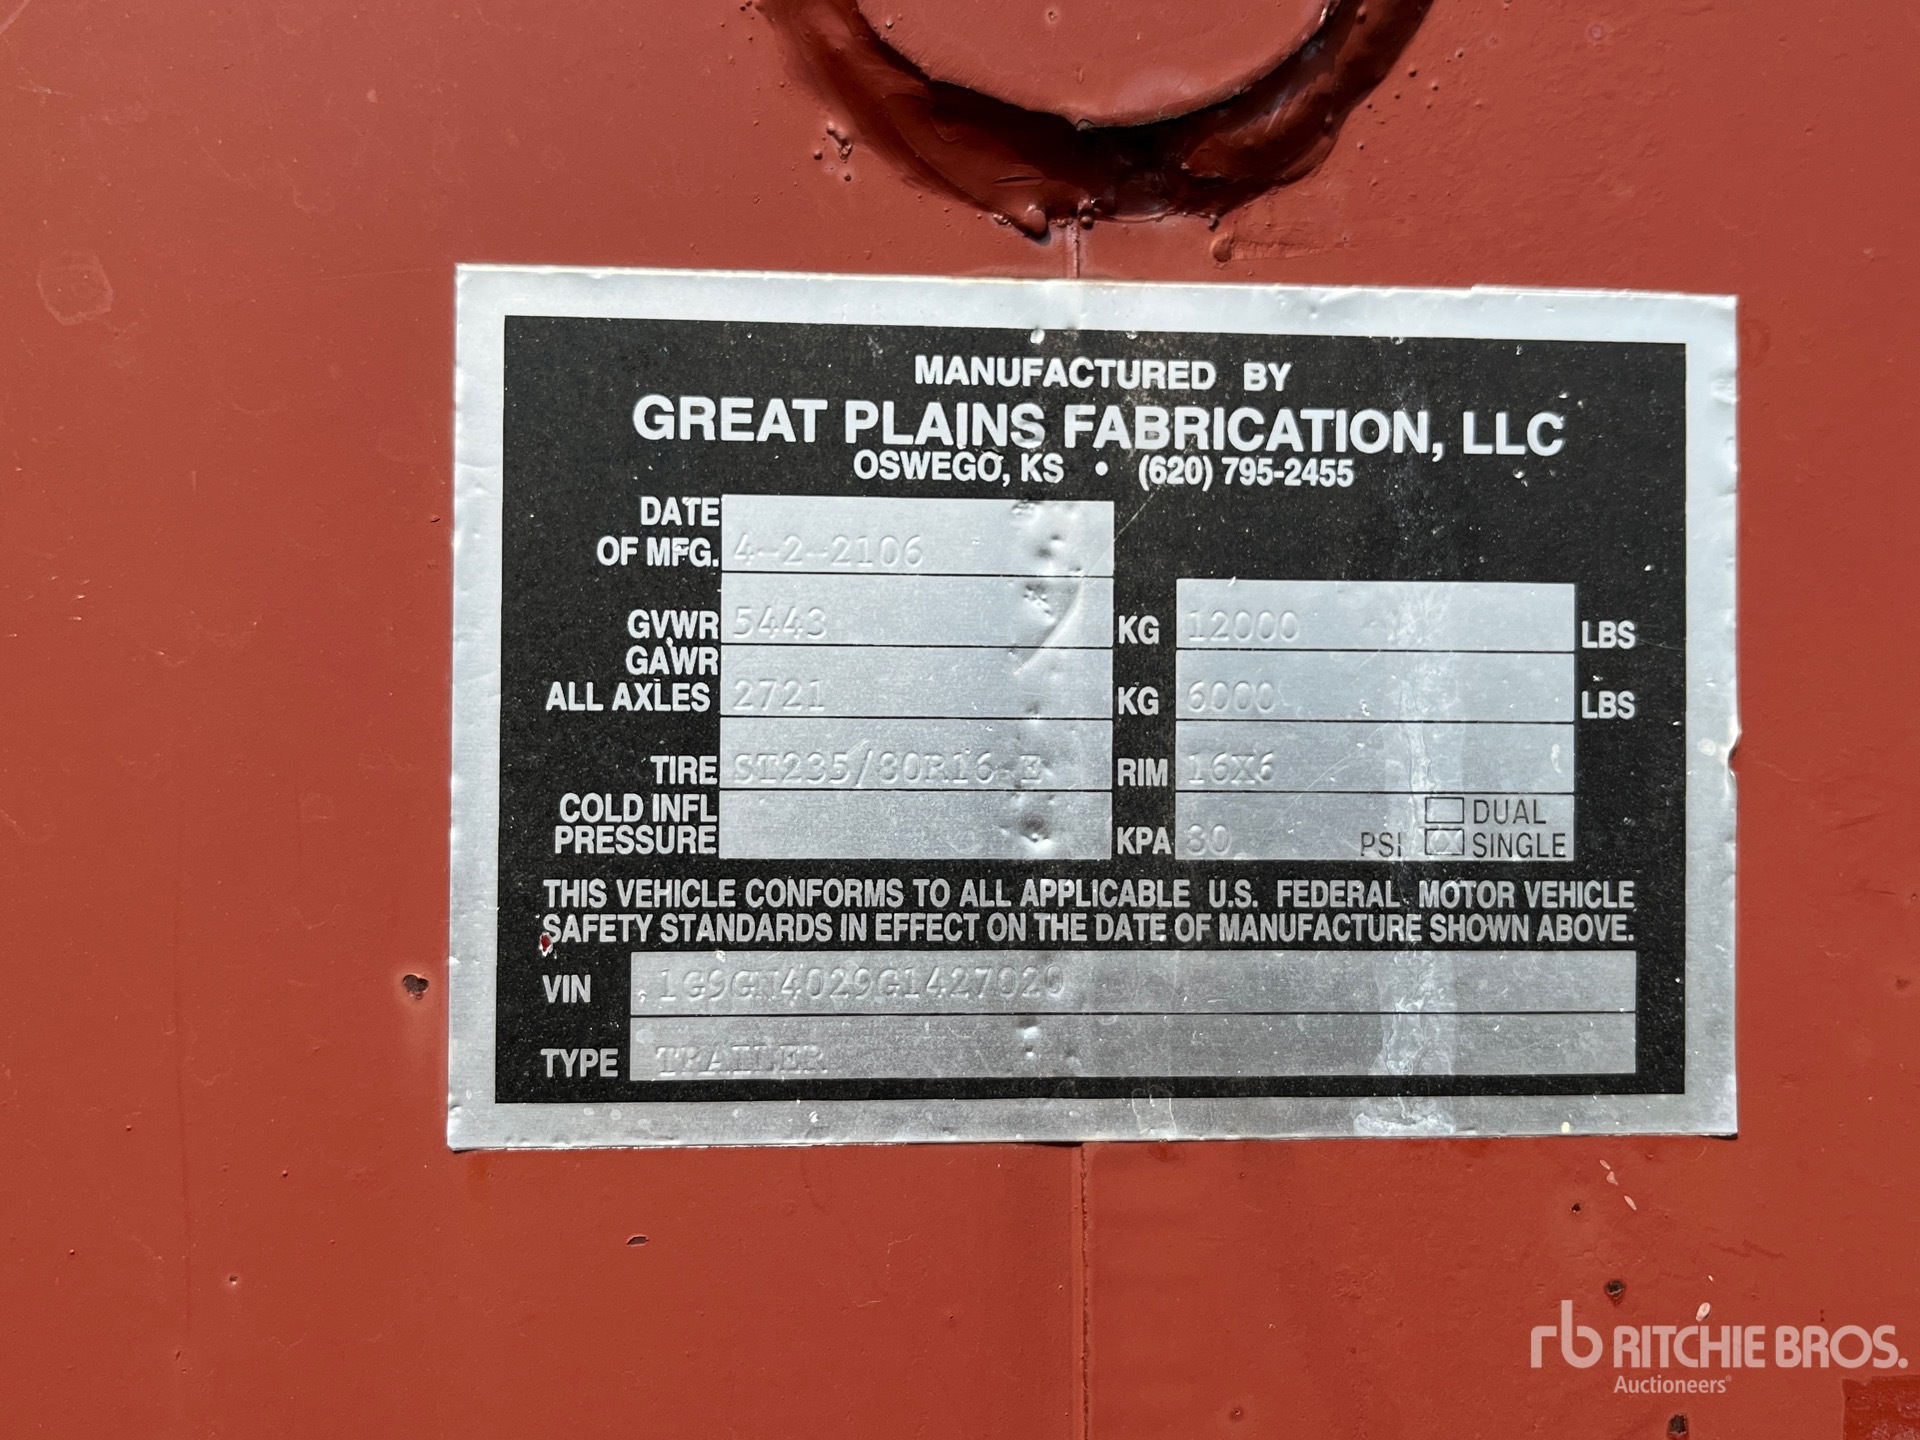 MANUFACTURED BY
GREAT PLAINS FABRICATION, LLC
OSWEGO, KS • (620) 795-2455
DATE
OF MFG. 4-2-2106
GVWR 5443 KG 12000 LBS
GAWR
ALL AXLES 2721 KG 6000 LBS
TIRE ST235/80R16 E RIM 16X6
COLD INFL
PRESSURE KPA 80 PSI DUAL
SINGLE
THIS VEHICLE CONFORMS TO ALL APPLICABLE U.S. FEDERAL MOTOR VEHICLE
SAFETY STANDARDS IN EFFECT ON THE DATE OF MANUFACTURE SHOWN ABOVE.
VIN
TYPE TRAILER
rb RITCHIE BROS.
Auctioneers